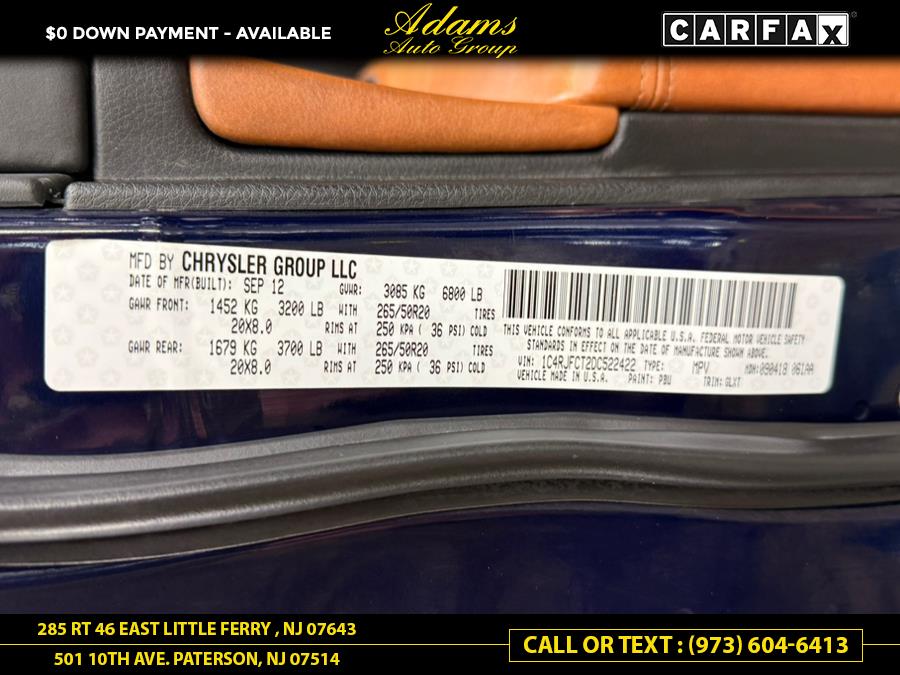 $0 DOWN PAYMENT - AVAILABLE
Adams
Auto Group
CARFAX
MFD BY CHRYSLER GROUP LLC
DATE OF MFR(BUILT): SEP 12 GVWR: 3085 KG 6800 LB
GAWR FRONT: 1452 KG 3200 LB WITH 265/50R20 TIRES
20X8.0 RIMS AT 250 KPA ( 36 PSI) COLD
GAWR REAR: 1679 KG 3700 LB WITH 265/50R20 TIRES
20X8.0 RIMS AT 250 KPA ( 36 PSI) COLD
THIS VEHICLE CONFORMS TO ALL APPLICABLE U.S.A. FEDERAL MOTOR VEHICLE SAFETY
STANDARDS IN EFFECT ON THE DATE OF MANUFACTURE SHOWN ABOVE.
VIN: 1C4RJFCT2DC522422 TYPE: MPV MDH: 090418 061AA
VEHICLE MADE IN U.S.A. PAINT: PBU TRIM: GLXT
285 RT 46 EAST LITTLE FERRY , NJ 07643
501 10TH AVE. PATERSON, NJ 07514
CALL OR TEXT : (973) 604-6413